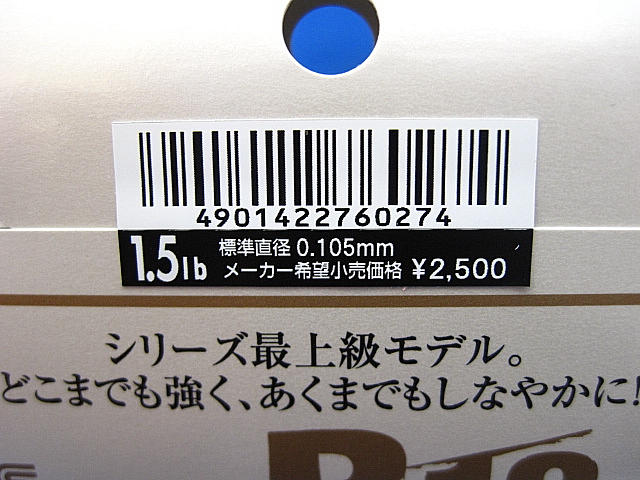 4901422760274
1.5lb
標準直径 0.105mm
メーカー希望小売価格 ¥2,500
シリーズ最上級モデル。
どこまでも強く、あくまでもしなやかに!